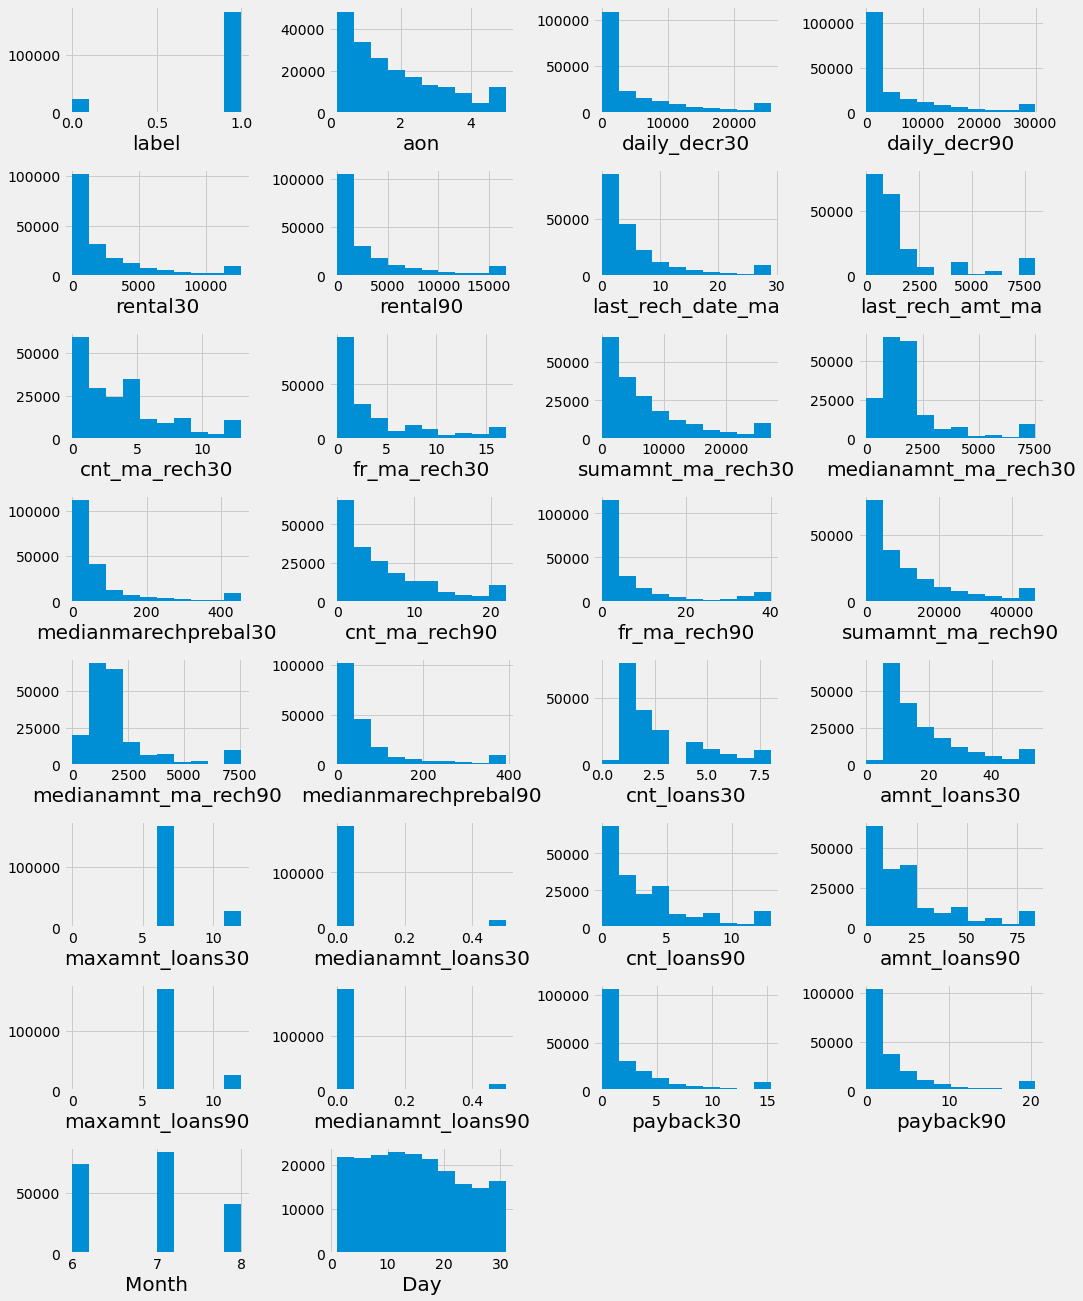 100000
0
0.0 0.5 1.0
label
40000
20000
0
0 2 4
aon
100000
50000
0
0 10000 20000
daily_decr30
100000
50000
0
0 10000 20000 30000
daily_decr90
100000
50000
0
0 5000 10000
rental30
100000
50000
0
0 5000 10000 15000
rental90
50000
0
0 10 20 30
last_rech_date_ma
50000
0
0 2500 5000 7500
last_rech_amt_ma
50000
25000
0
0 5 10
cnt_ma_rech30
50000
0
0 5 10 15
fr_ma_rech30
50000
25000
0
0 10000 20000
sumamnt_ma_rech30
50000
25000
0
0 2500 5000 7500
medianamnt_ma_rech30
100000
50000
0
0 200 400
medianmarechprebal30
50000
25000
0
0 10 20
cnt_ma_rech90
100000
50000
0
0 20 40
fr_ma_rech90
50000
0
0 20000 40000
sumamnt_ma_rech90
50000
25000
0
0 2500 5000 7500
medianamnt_ma_rech90
100000
50000
0
0 200 400
medianmarechprebal90
50000
0
0.0 2.5 5.0 7.5
cnt_loans30
50000
25000
0
0 20 40
amnt_loans30
100000
0
0 5 10
maxamnt_loans30
100000
0
0.0 0.2 0.4
medianamnt_loans30
50000
25000
0
0 5 10
cnt_loans90
50000
25000
0
0 25 50 75
amnt_loans90
100000
0
0 5 10
maxamnt_loans90
100000
0
0.0 0.2 0.4
medianamnt_loans90
100000
50000
0
0 5 10 15
payback30
100000
50000
0
0 10 20
payback90
50000
0
6 7 8
Month
20000
10000
0
0 10 20 30
Day